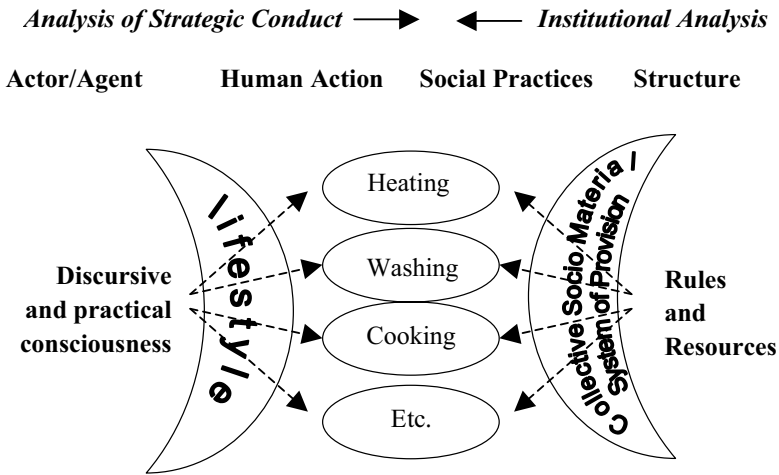 Analysis of Strategic Conduct
Institutional Analysis
Actor/Agent
Human Action
Social Practices
Structure
lifestyle
Discursive
and practical
consciousness
Heating
Washing
Cooking
Etc.
Collective Socio Material
System of Provision
Rules
and
Resources